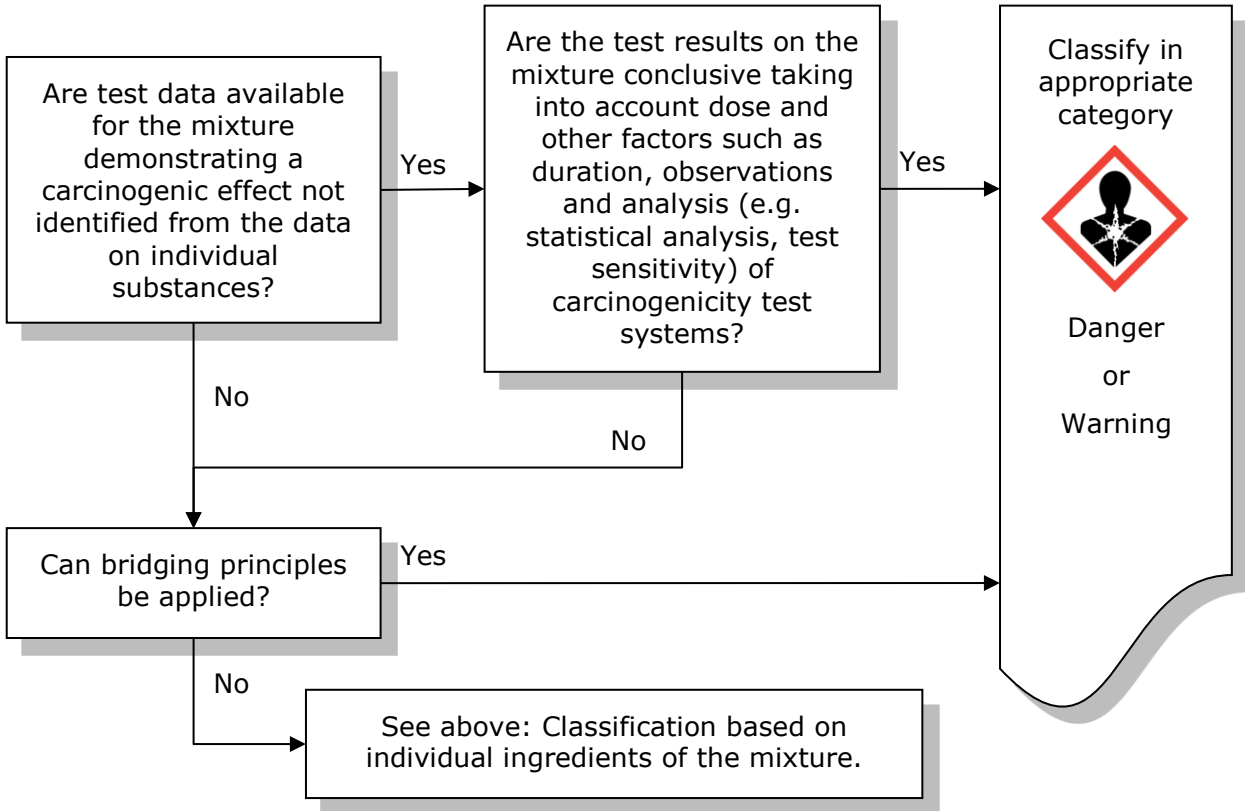 Are test data available
for the mixture
demonstrating a
carcinogenic effect not
identified from the data
on individual
substances?
Yes
Are the test results on the
mixture conclusive taking
into account dose and
other factors such as
duration, observations
and analysis (e.g.
statistical analysis, test
sensitivity) of
carcinogenicity test
systems?
Yes
Classify in
appropriate
category
Danger
or
Warning
No
No
Can bridging principles
be applied?
Yes
No
See above: Classification based on
individual ingredients of the mixture.